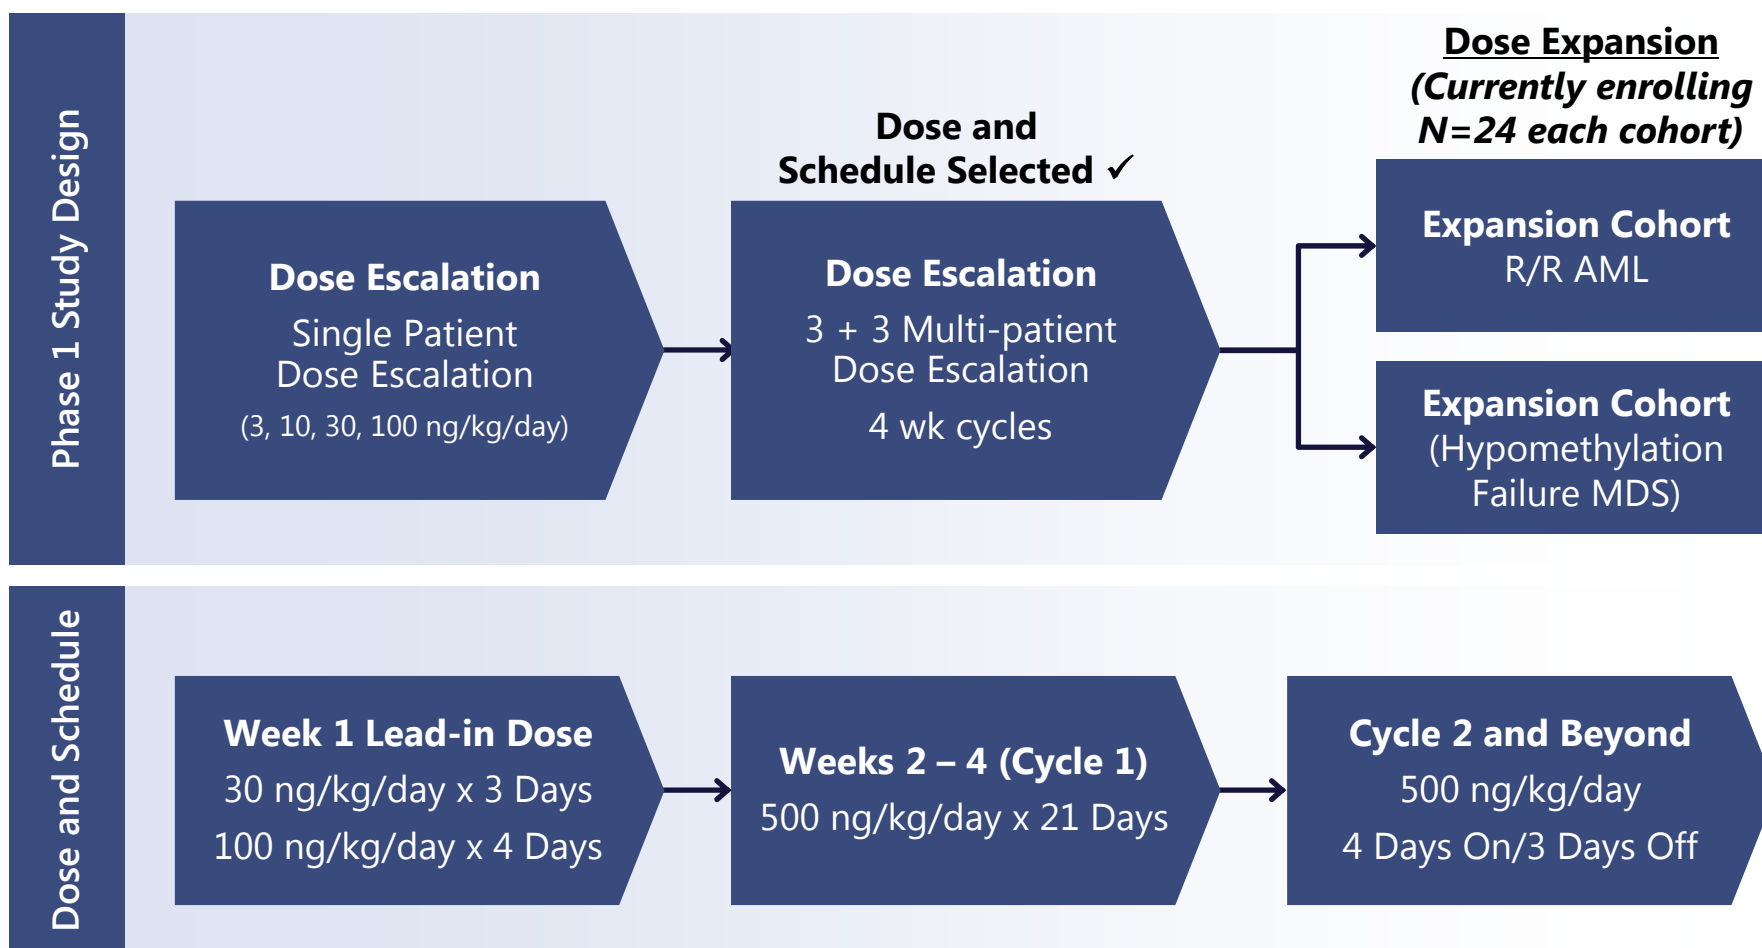 Phase 1 Study Design
Dose Escalation
Single Patient
Dose Escalation
(3, 10, 30, 100 ng/kg/day)
Dose and
Schedule Selected ✓
Dose Escalation
3 + 3 Multi-patient
Dose Escalation
4 wk cycles
Dose Expansion
(Currently enrolling
N=24 each cohort)
Expansion Cohort
R/R AML
Expansion Cohort
(Hypomethylation
Failure MDS)
Dose and Schedule
Week 1 Lead-in Dose
30 ng/kg/day x 3 Days
100 ng/kg/day x 4 Days
Weeks 2 – 4 (Cycle 1)
500 ng/kg/day x 21 Days
Cycle 2 and Beyond
500 ng/kg/day
4 Days On/3 Days Off